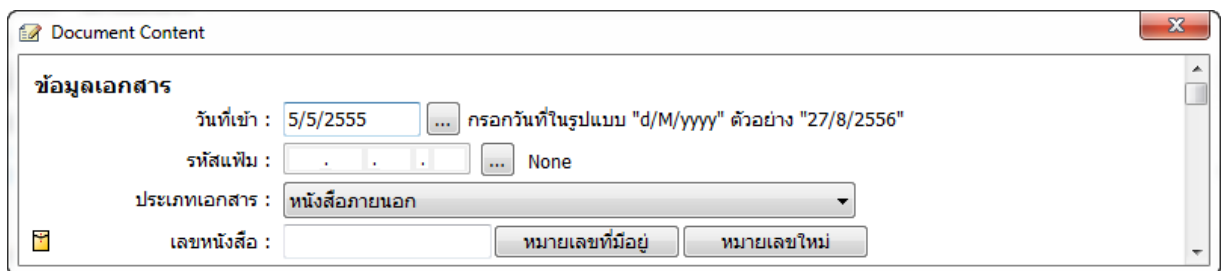 Document Content
ข้อมูลเอกสาร
วันที่เข้า : 5/5/2555 ... กรอกวันที่ในรูปแบบ "d/M/yyyy" ตัวอย่าง "27/8/2556"
รหัสแฟ้ม : . . . ... None
ประเภทเอกสาร : หนังสือภายนอก
เลขหนังสือ : หมายเลขที่มีอยู่ หมายเลขใหม่